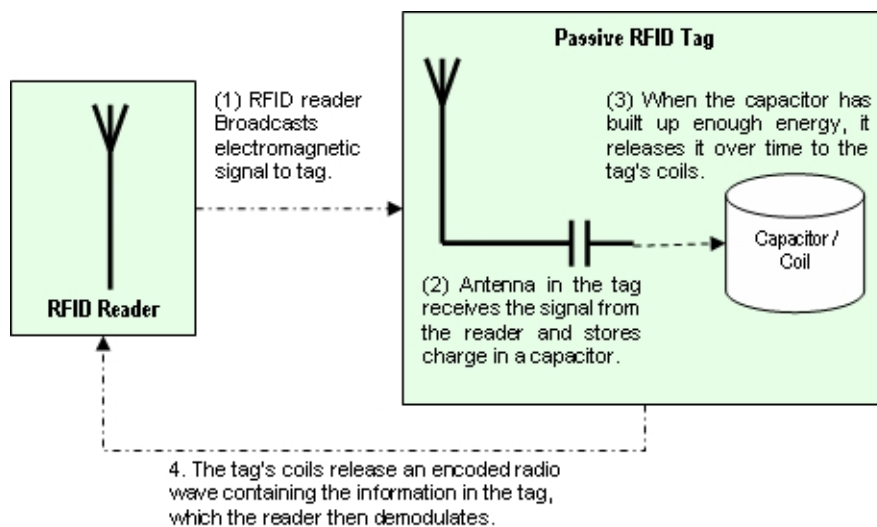 Passive RFID Tag
(1) RFID reader
Broadcasts
electromagnetic
signal to tag.
(3) When the capacitor has
built up enough energy, it
releases it over time to the
tag's coils.
Capacitor /
Coil
(2) Antenna in the tag
receives the signal from
the reader and stores
charge in a capacitor.
RFID Reader
4. The tag's coils release an encoded radio
wave containing the information in the tag,
which the reader then demodulates.